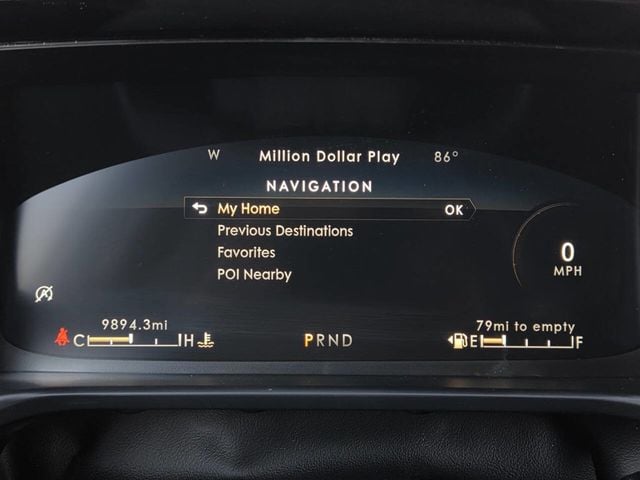 W Million Dollar Play 86°
NAVIGATION
My Home OK
Previous Destinations
Favorites
POI Nearby
0
MPH
9894.3mi
79mi to empty
C H
PRND
E F